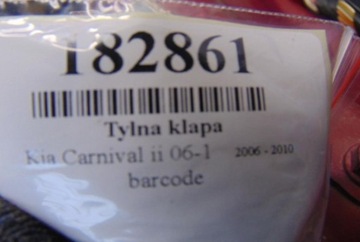 182861
Tylna klapa
Kia Carnival ii 06-1 2006 - 2010
barcode